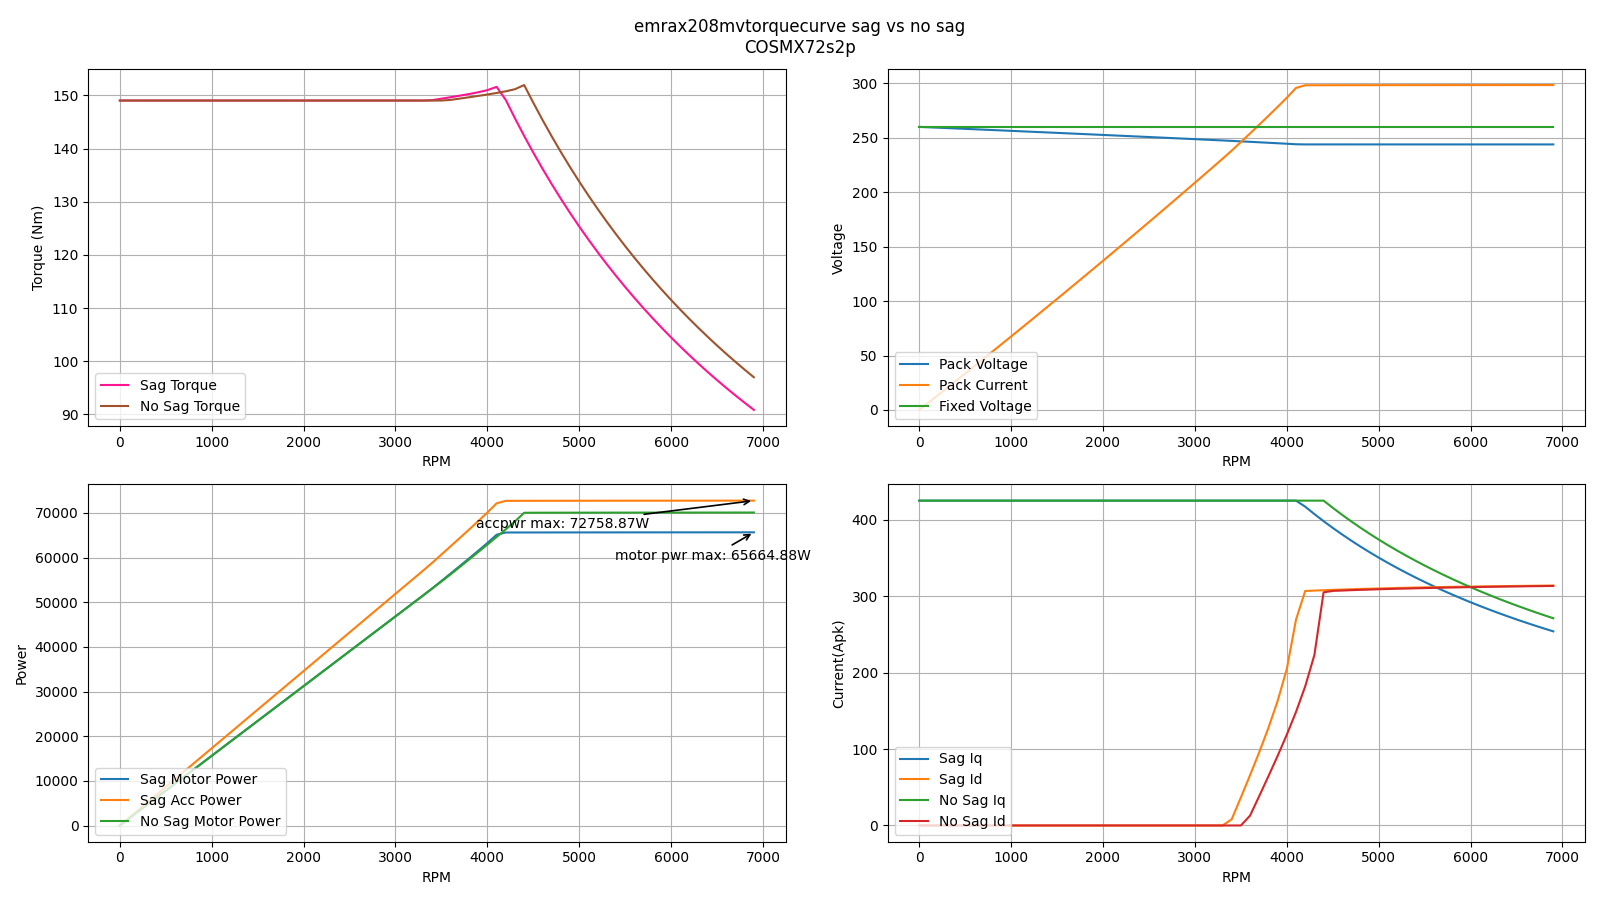 emrax208mvtorquecurve sag vs no sag
COSMX72s2p
150
140
130
120
110
100
90
Torque (Nm)
Sag Torque
No Sag Torque
0 1000 2000 3000 4000 5000 6000 7000
RPM
300
250
200
150
100
50
0
Voltage
Pack Voltage
Pack Current
Fixed Voltage
0 1000 2000 3000 4000 5000 6000 7000
RPM
70000
60000
50000
40000
30000
20000
10000
0
Power
accpwr max: 72758.87W
motor pwr max: 65664.88W
Sag Motor Power
Sag Acc Power
No Sag Motor Power
0 1000 2000 3000 4000 5000 6000 7000
RPM
400
300
200
100
0
Current(Apk)
Sag Iq
Sag Id
No Sag Iq
No Sag Id
0 1000 2000 3000 4000 5000 6000 7000
RPM